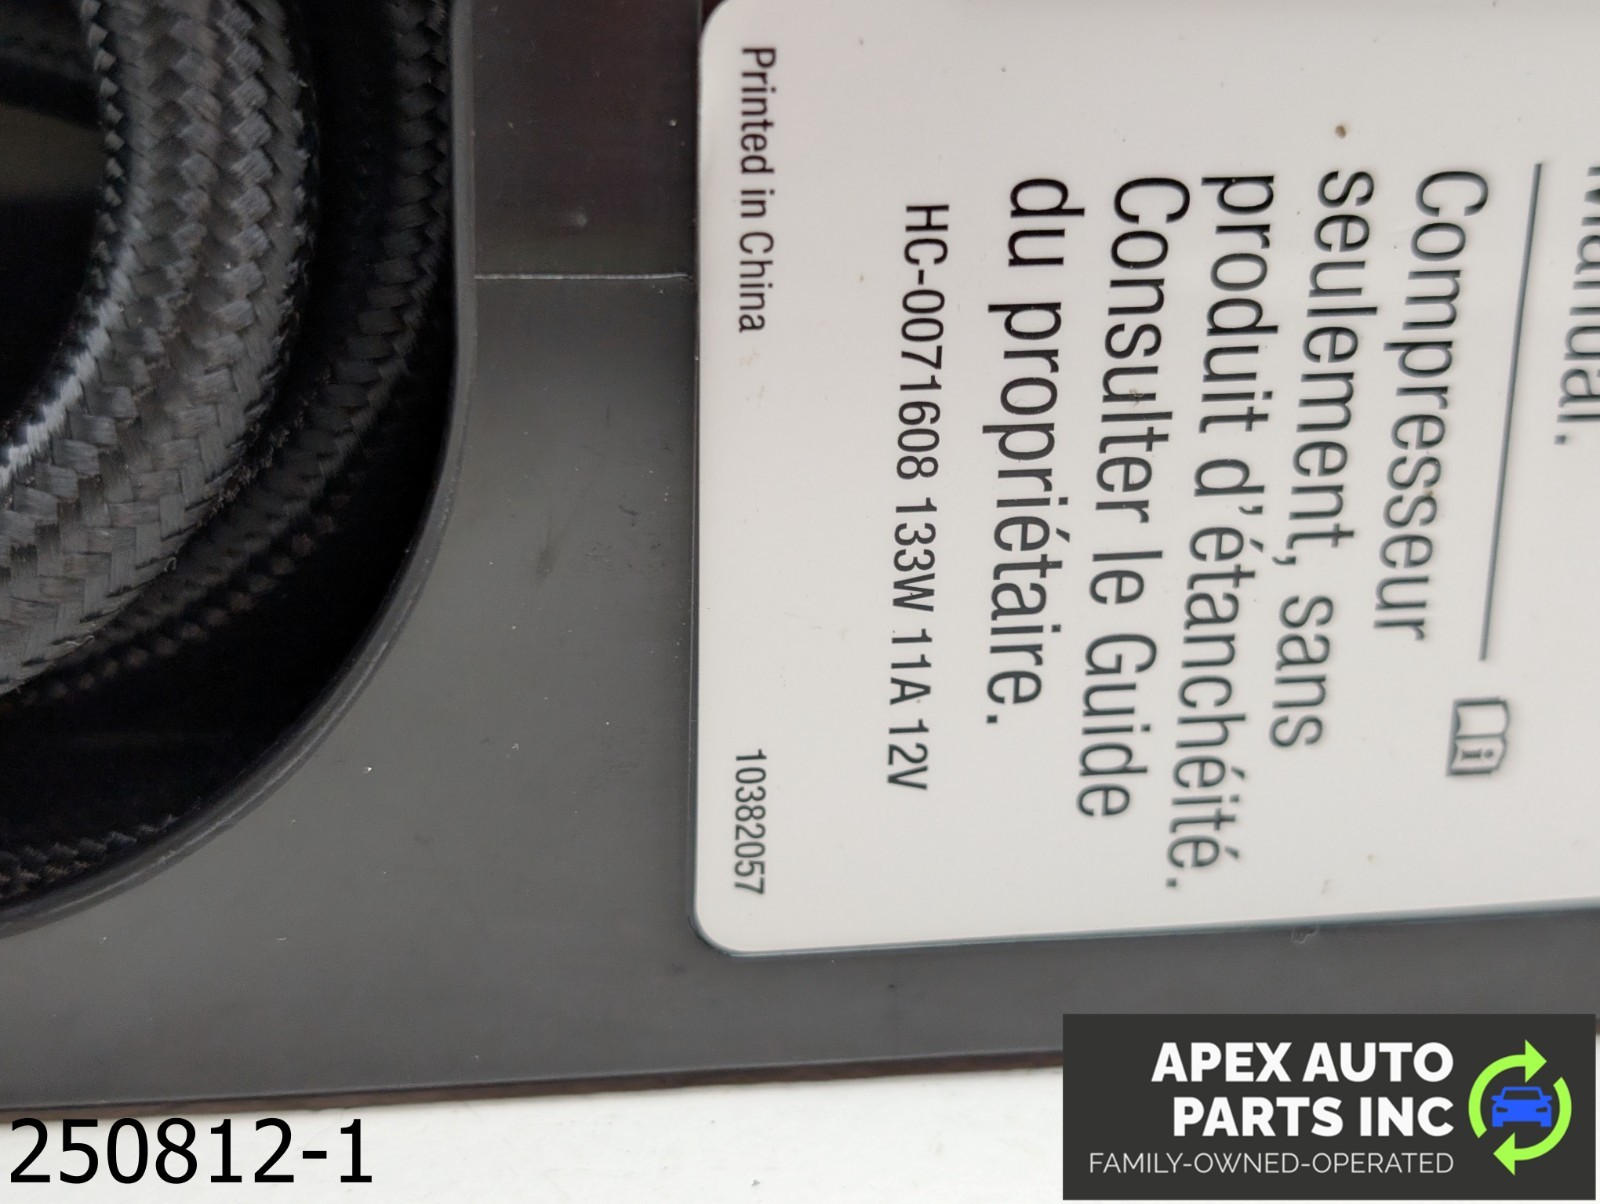 Manual.
Compresseur
seulement, sans
produit d'étanchéité.
Consulter le Guide
du propriétaire.
HC-0071608 133W 11A 12V
Printed in China
10382057
250812-1
APEX AUTO
PARTS INC
FAMILY-OWNED-OPERATED